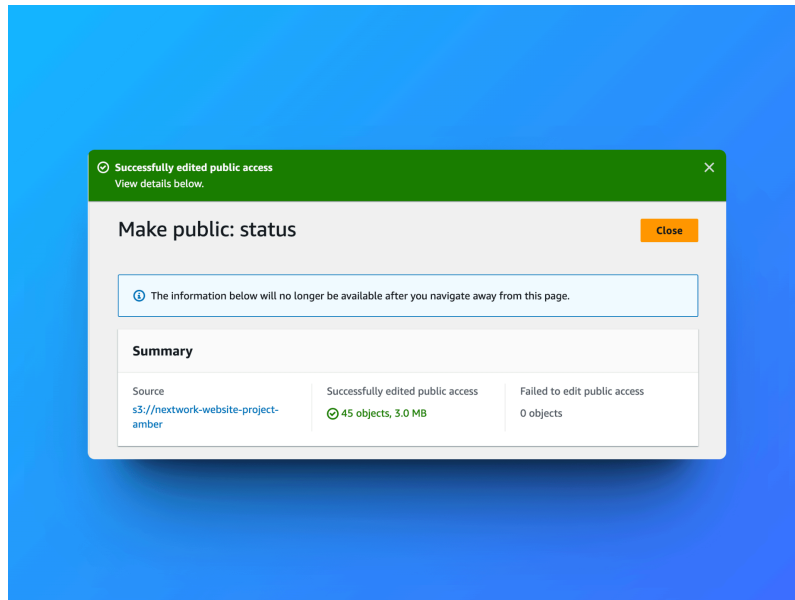 Successfully edited public access
View details below.
Make public: status
Close
The information below will no longer be available after you navigate away from this page.
Summary
Source
s3://nextwork-website-project-
amber
Successfully edited public access
45 objects, 3.0 MB
Failed to edit public access
0 objects